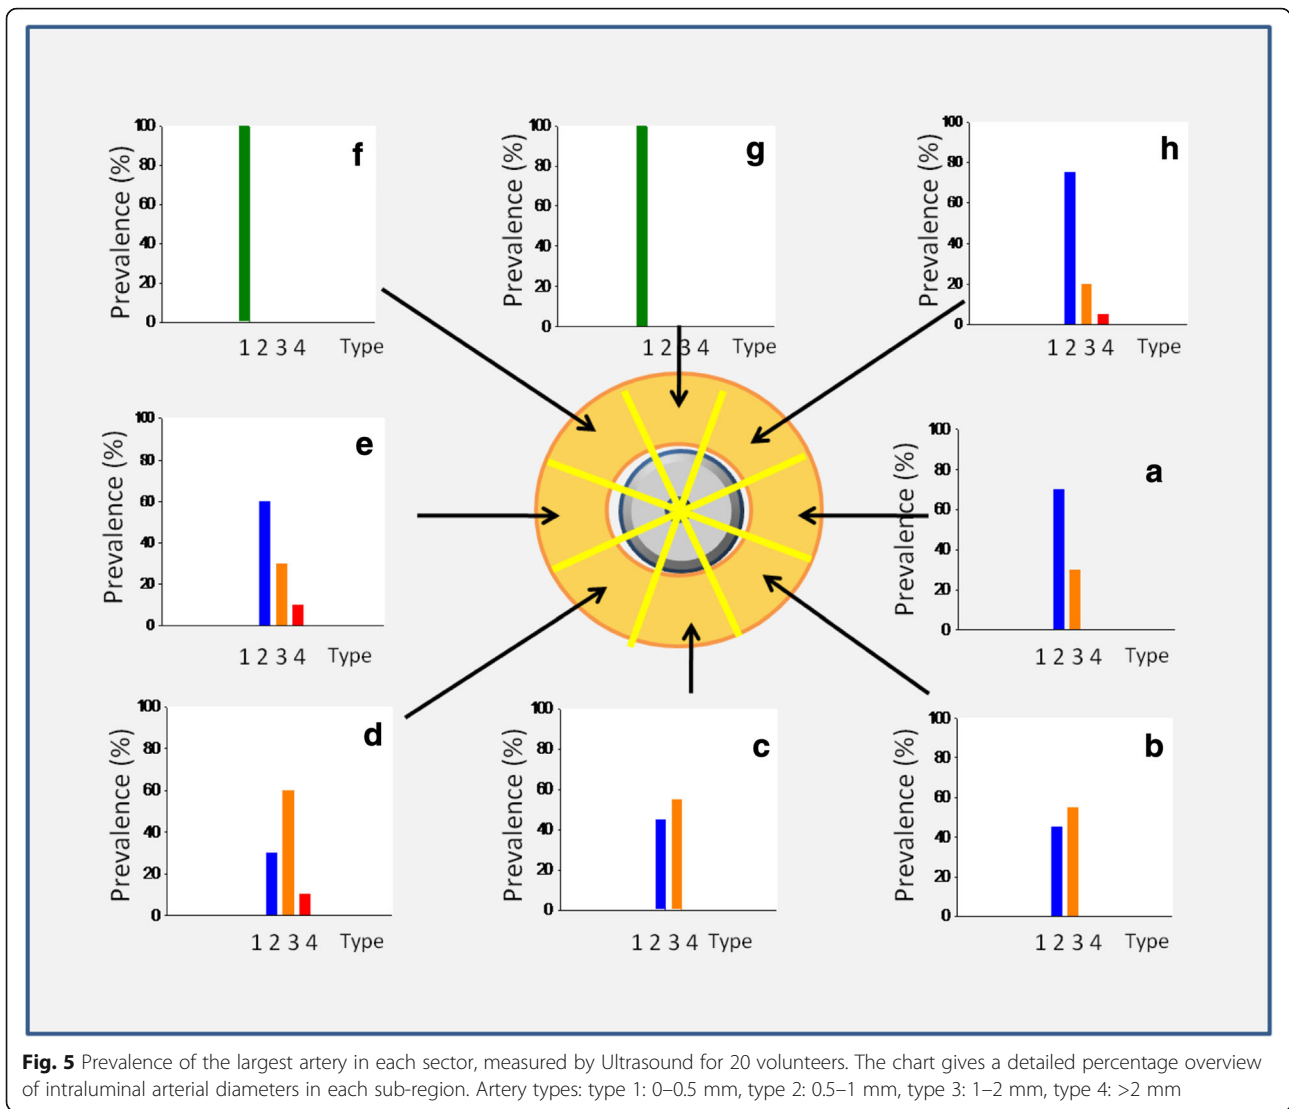 f
Prevalence (%)
100
80
60
40
20
0
1 2 3 4 Type
g
Prevalence (%)
100
80
60
40
20
0
1 2 3 4 Type
h
Prevalence (%)
100
80
60
40
20
0
1 2 3 4 Type
e
Prevalence (%)
100
80
60
40
20
0
1 2 3 4 Type
a
Prevalence (%)
100
80
60
40
20
0
1 2 3 4 Type
d
Prevalence (%)
100
80
60
40
20
0
1 2 3 4 Type
c
Prevalence (%)
100
80
60
40
20
0
1 2 3 4 Type
b
Prevalence (%)
100
80
60
40
20
0
1 2 3 4 Type
Fig. 5 Prevalence of the largest artery in each sector, measured by Ultrasound for 20 volunteers. The chart gives a detailed percentage overview
of intraluminal arterial diameters in each sub-region. Artery types: type 1: 0–0.5 mm, type 2: 0.5–1 mm, type 3: 1–2 mm, type 4: >2 mm